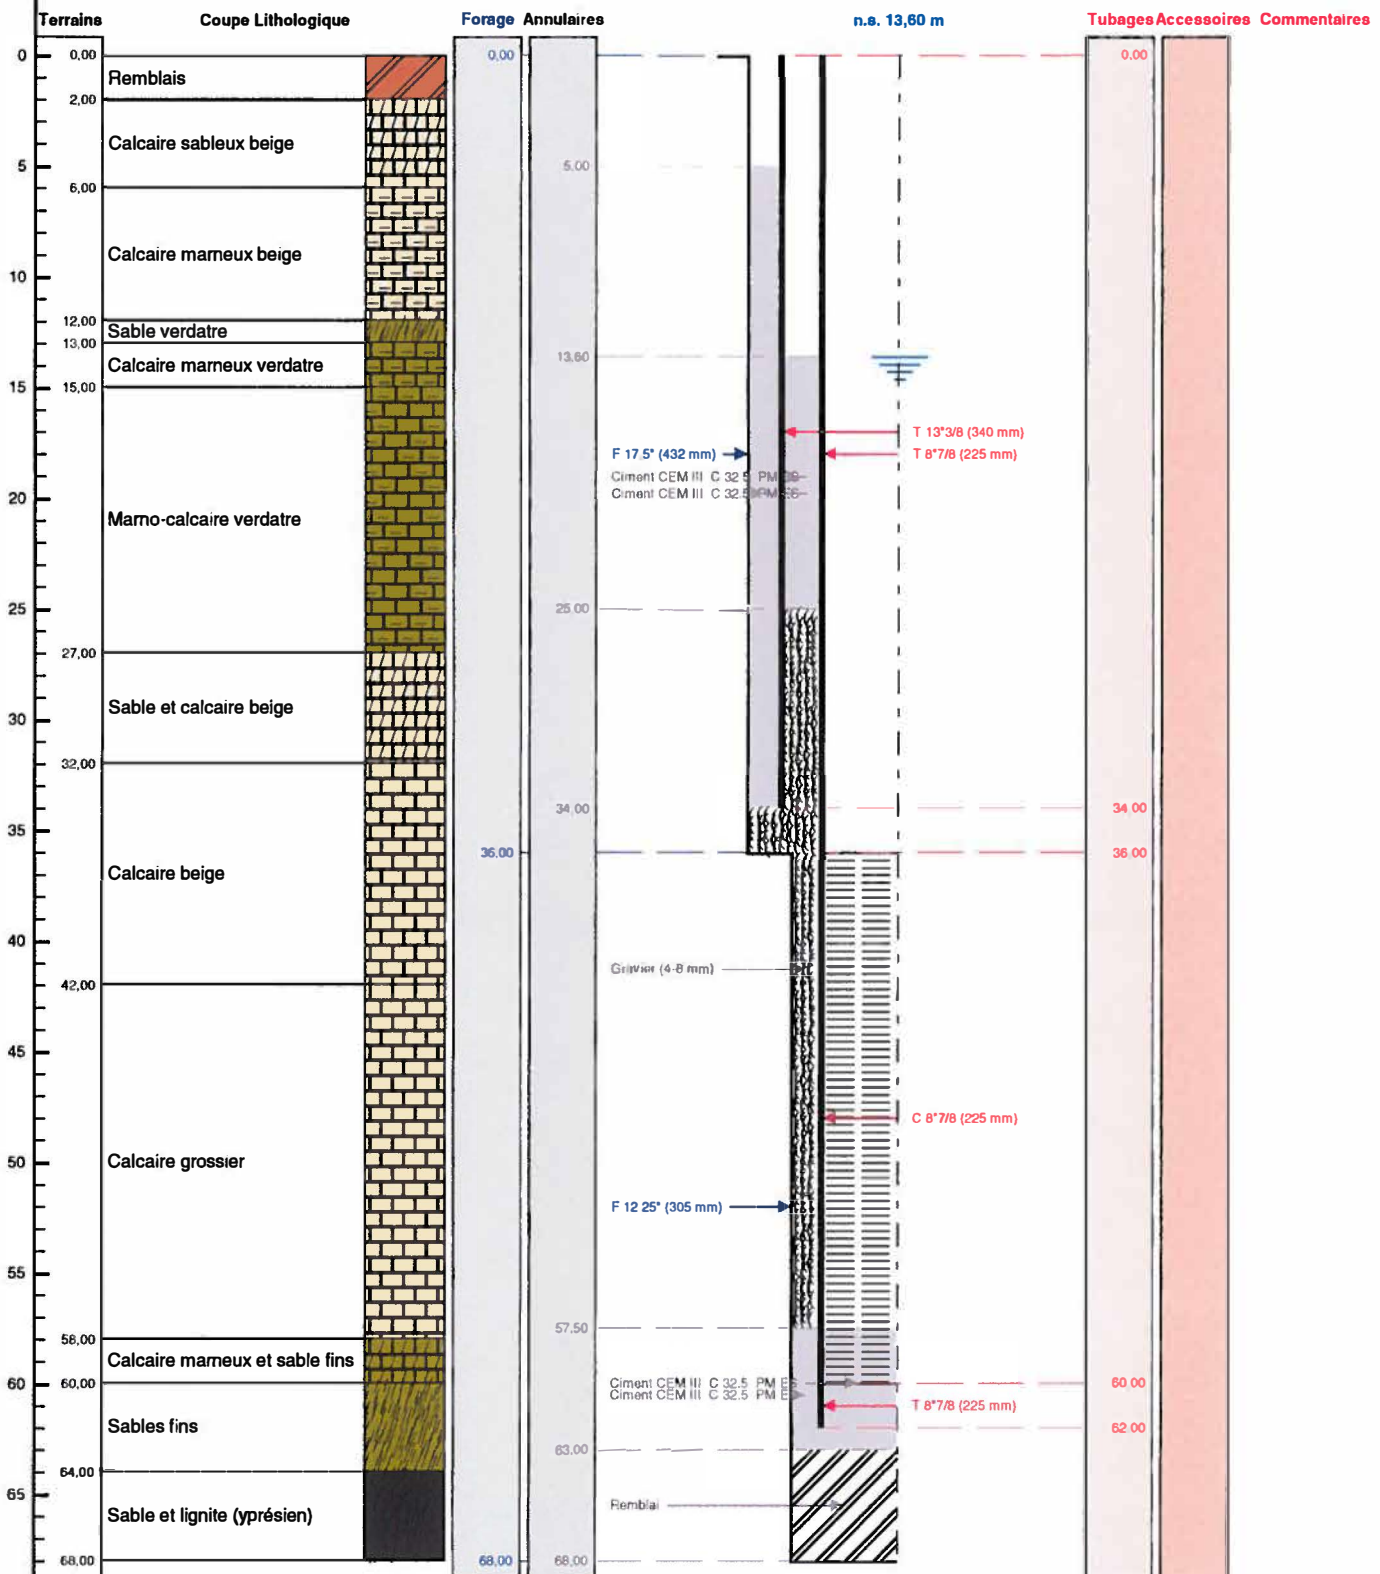 Terrains Coupe Lithologique Forage Annulaires n.s. 13,60 m Tubages Accessoires Commentaires
0 0,00 0,00 0.00
Remblais
2,00
Calcaire sableux beige
5 5.00
6,00
Calcaire marneux beige
10
12,00
Sable verdatre
13,00
13,60
Calcaire marneux verdatre
15 15,00
T 13"3/8 (340 mm)
F 17.5" (432 mm) T 8"7/8 (225 mm)
Ciment CEM III C 32.5 PM
Ciment CEM III C 32.5 PM ES
20
Marno-calcaire verdatre
25 25.00
27,00
Sable et calcaire beige
30
32,00
34.00 34.00
35
36.00 36.00
Calcaire beige
40
Gravier (4-8 mm)
42,00
45
C 8"7/8 (225 mm)
50
Calcaire grossier
F 12 25" (305 mm)
55
57.50
58,00
Calcaire marneux et sable fins
60 60,00 Ciment CEM III C 32.5 PM 60.00
Ciment CEM III C 32.5 PM
T 8"7/8 (225 mm)
Sables fins 62.00
63.00
64,00
65 Remblai
Sable et lignite (yprésien)
68,00 68,00 68,00